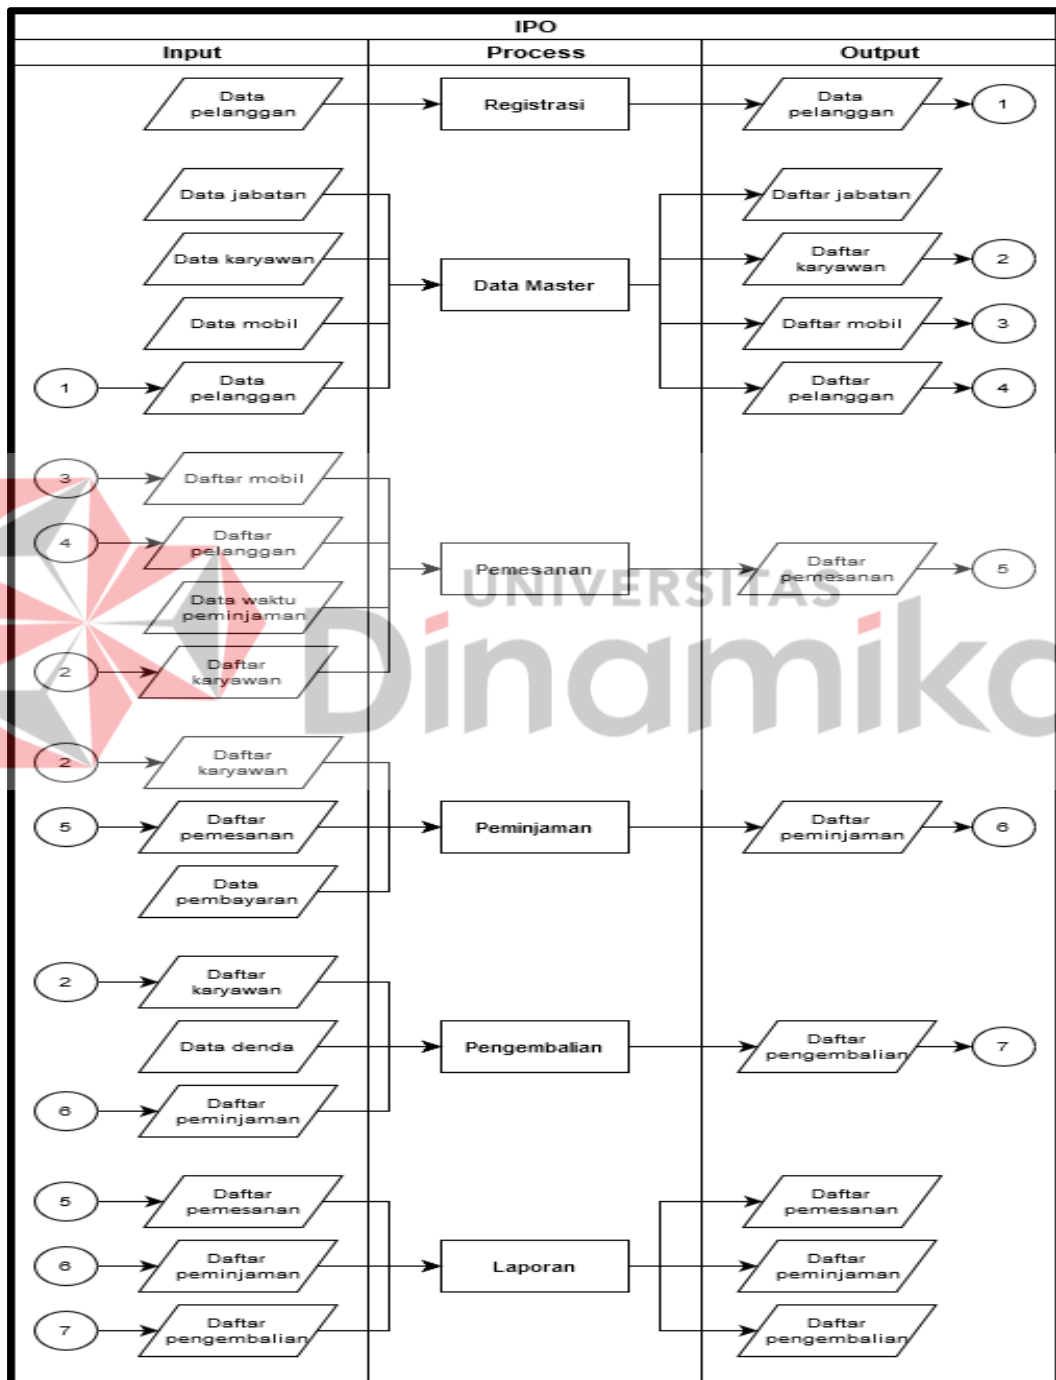 IPO
Input
Process
Output
Data
pelanggan
Registrasi
Data
pelanggan
1
Data jabatan
Data karyawan
Data mobil
1
Data
pelanggan
Data Master
Daftar jabatan
Daftar
karyawan
2
Daftar mobil
3
Daftar
pelanggan
4
3
Daftar mobil
4
Daftar
pelanggan
Data waktu
peminjaman
2
Daftar
karyawan
Pemesanan
Daftar
pemesanan
5
UNIVERSITAS
Dinamika
2
Daftar
karyawan
5
Daftar
pemesanan
Data
pembayaran
Peminjaman
Daftar
peminjaman
6
2
Daftar
karyawan
Data denda
6
Daftar
peminjaman
Pengembalian
Daftar
pengembalian
7
5
Daftar
pemesanan
6
Daftar
peminjaman
7
Daftar
pengembalian
Laporan
Daftar
pemesanan
Daftar
peminjaman
Daftar
pengembalian